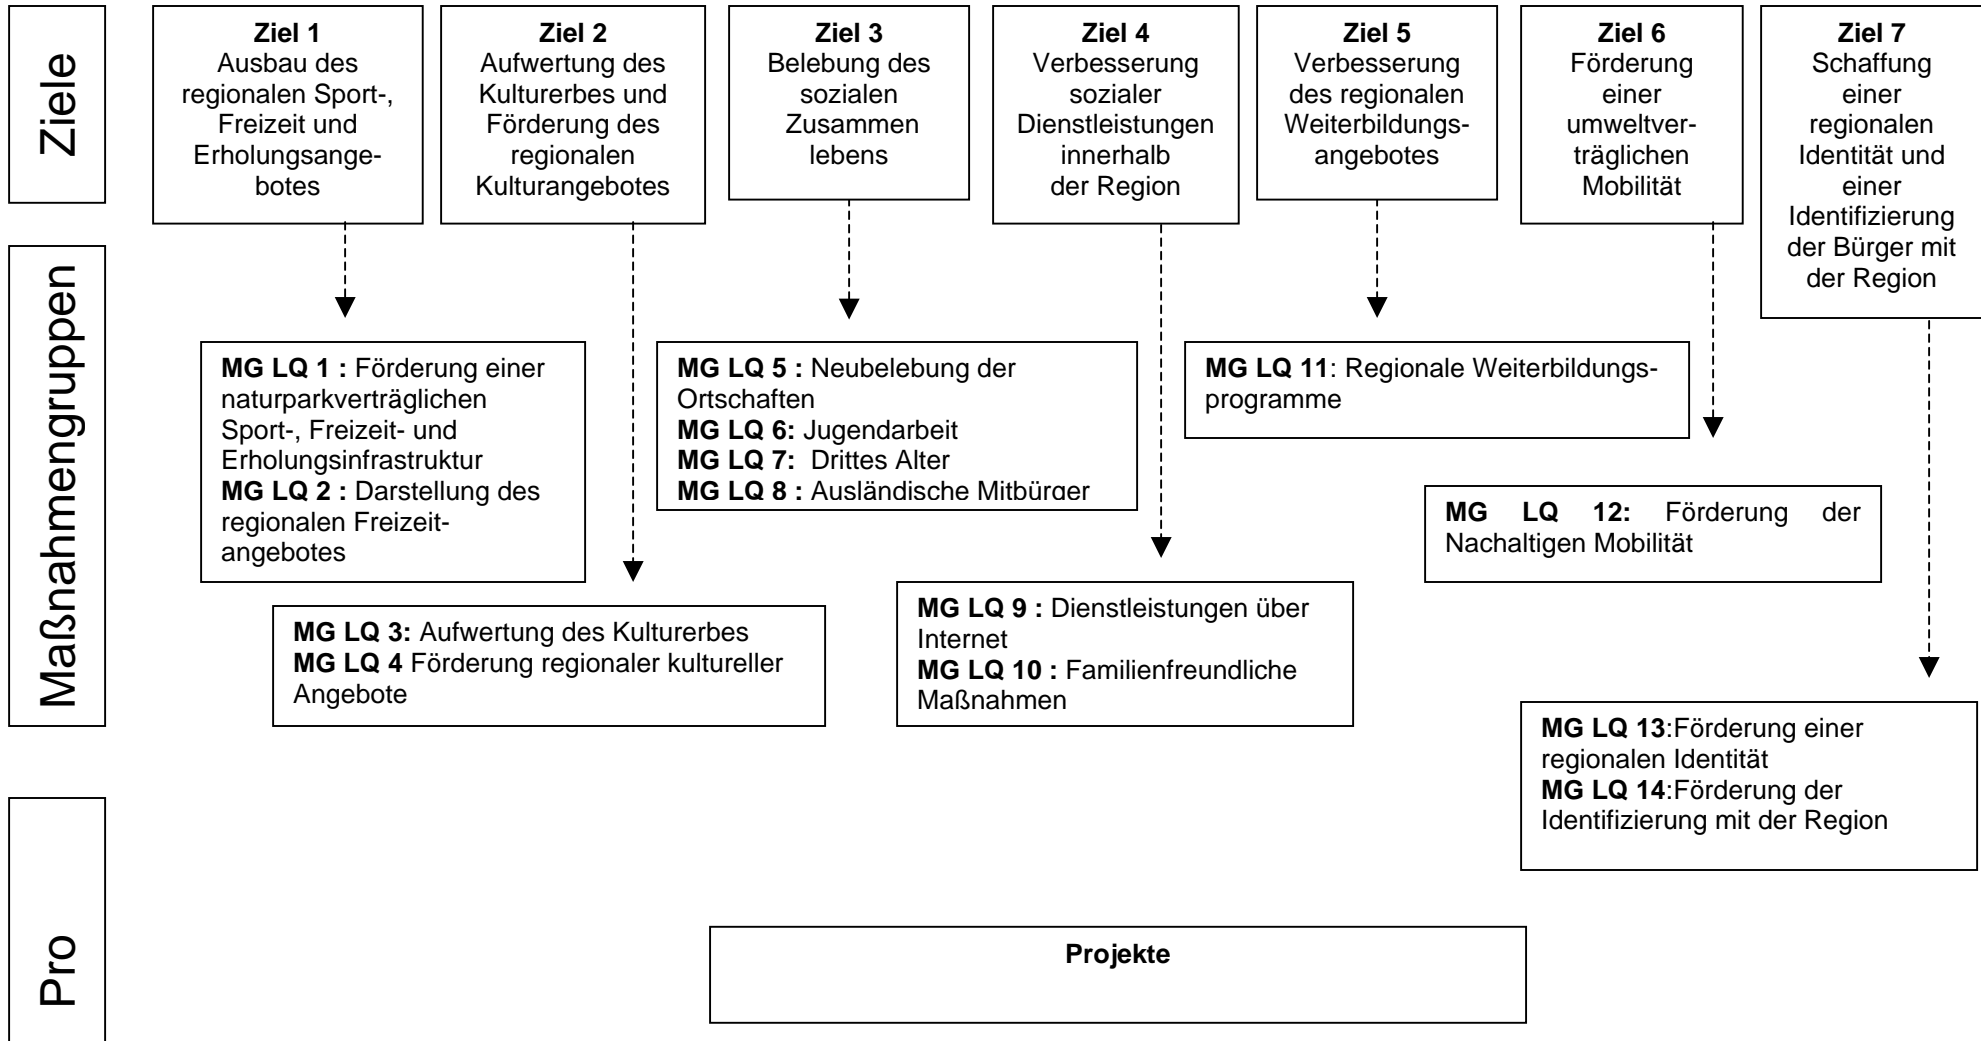 Ziele
Ziel 1
Ausbau des
regionalen Sport-,
Freizeit und
Erholungsange-
botes
Ziel 2
Aufwertung des
Kulturerbes und
Förderung des
regionalen
Kulturangebotes
Ziel 3
Belebung des
sozialen
Zusammen
lebens
Ziel 4
Verbesserung
sozialer
Dienstleistungen
innerhalb
der Region
Ziel 5
Verbesserung
des regionalen
Weiterbildungs-
angebotes
Ziel 6
Förderung
einer
umweltver-
träglichen
Mobilität
Ziel 7
Schaffung
einer
regionalen
Identität und
einer
Identifizierung
der Bürger mit
der Region
Maßnahmengruppen
MG LQ 1 : Förderung einer
naturparkverträglichen
Sport-, Freizeit- und
Erholungsinfrastruktur
MG LQ 2 : Darstellung des
regionalen Freizeit-
angebotes
MG LQ 3: Aufwertung des Kulturerbes
MG LQ 4 Förderung regionaler kultureller
Angebote
MG LQ 5 : Neubelebung der
Ortschaften
MG LQ 6: Jugendarbeit
MG LQ 7: Drittes Alter
MG LQ 8 : Ausländische Mitbürger
MG LQ 9 : Dienstleistungen über
Internet
MG LQ 10 : Familienfreundliche
Maßnahmen
MG LQ 11: Regionale Weiterbildungs-
programme
MG LQ 12: Förderung der
Nachaltigen Mobilität
MG LQ 13:Förderung einer
regionalen Identität
MG LQ 14:Förderung der
Identifizierung mit der Region
Pro
Projekte